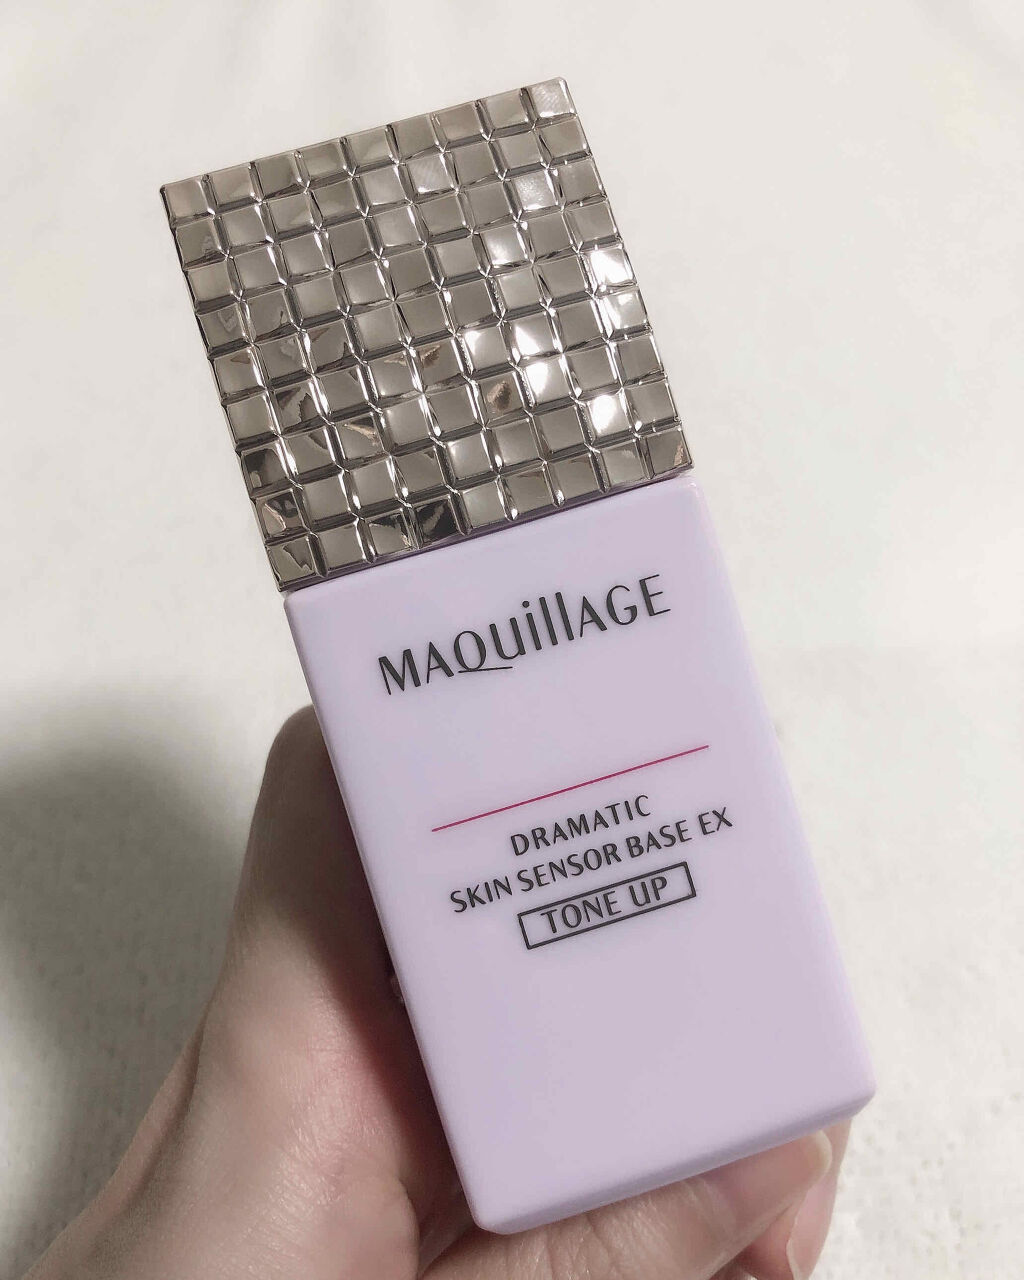 MAQuillAGE
DRAMATIC
SKIN SENSOR BASE EX
TONE UP